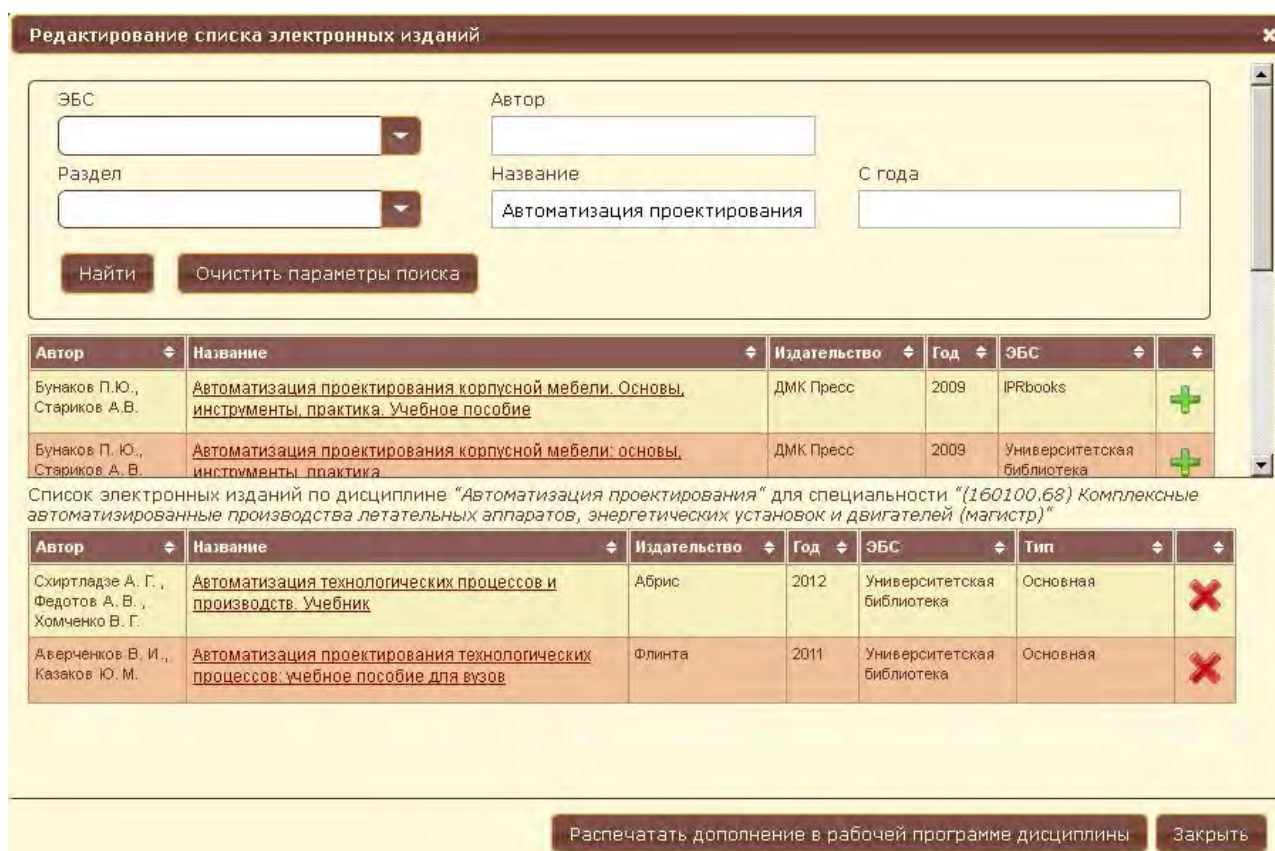 Редактирование списка электронных изданий
ЭБС
Автор
Раздел
Название
С года
Автоматизация проектирования
Найти
Очистить параметры поиска
Автор Название Издательство Год ЭБС
Бунаков П.Ю., Автоматизация проектирования корпусной мебели. Основы, ДМК Пресс 2009 IPRbooks
Стариков А.В. инструменты, практика. Учебное пособие
Бунаков П. Ю., Автоматизация проектирования корпусной мебели: основы, ДМК Пресс 2009 Университетская
Стариков А. В. инструменты, практика библиотека
Список электронных изданий по дисциплине "Автоматизация проектирования" для специальности "(160100.68) Комплексные
автоматизированные производства летательных аппаратов, энергетических установок и двигателей (магистр)"
Автор Название Издательство Год ЭБС Тип
Схиртладзе А. Г. , Автоматизация технологических процессов и Абрис 2012 Университетская Основная
Федотов А. В. , производств. Учебник библиотека
Хомченко В. Г.
Аверченков В. И., Автоматизация проектирования технологических Флинта 2011 Университетская Основная
Казаков Ю. М. процессов: учебное пособие для вузов библиотека
Распечатать дополнение в рабочей программе дисциплины
Закрыть